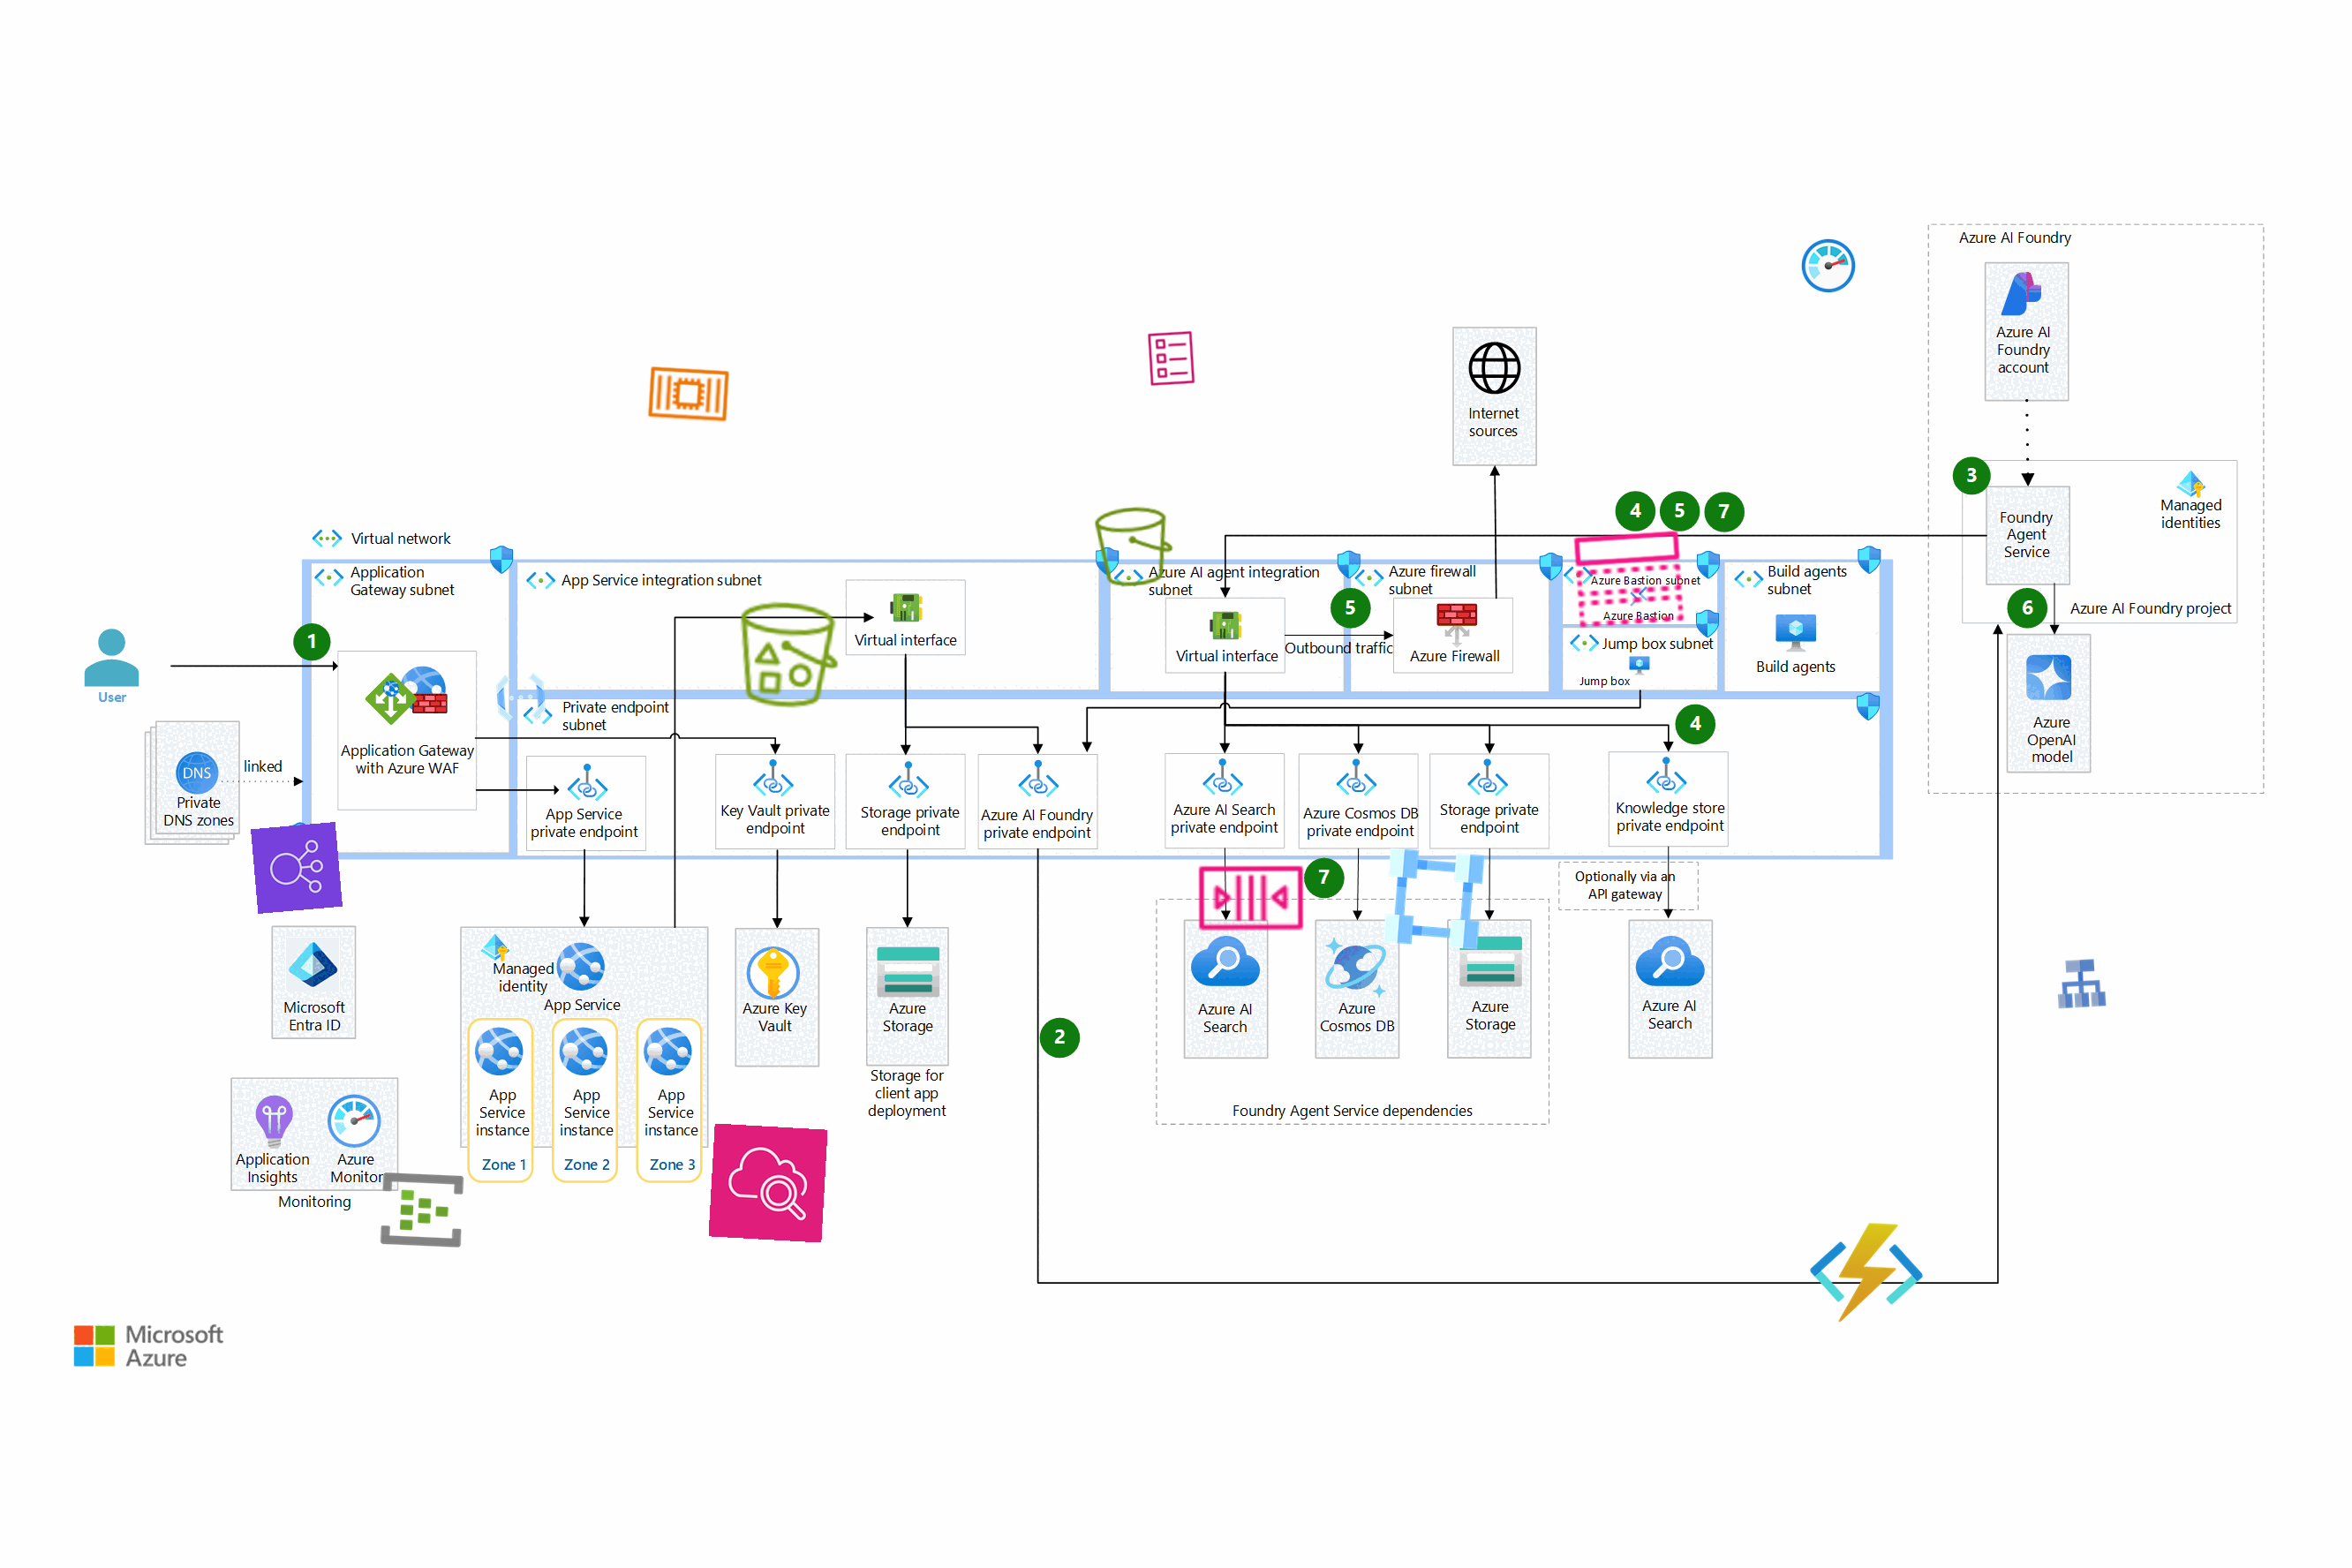 Azure AI Foundry
Azure AI
Foundry
account
Internet
sources
3
Managed
identities
Foundry
Agent
Service
4
5
7
Virtual network
Application
Gateway subnet
App Service integration subnet
Azure AI agent integration
subnet
Azure firewall
subnet
Azure Bastion subnet
Azure Bastion
Build agents
subnet
6
Azure AI Foundry project
5
1
Virtual interface
Virtual interface
Outbound traffic
Azure Firewall
Jump box subnet
Jump box
Build agents
User
Private endpoint
subnet
4
Azure
OpenAI
model
Application Gateway
with Azure WAF
linked
DNS
Private
DNS zones
App Service
private endpoint
Key Vault private
endpoint
Storage private
endpoint
Azure AI Foundry
private endpoint
Azure AI Search
private endpoint
Azure Cosmos DB
private endpoint
Storage private
endpoint
Knowledge store
private endpoint
7
Optionally via an
API gateway
Microsoft
Entra ID
Managed
identity
App Service
Azure Key
Vault
Azure
Storage
Azure AI
Search
Azure
Cosmos DB
Azure
Storage
Azure AI
Search
2
Storage for
client app
deployment
App
Service
instance
App
Service
instance
App
Service
instance
Zone 1
Zone 2
Zone 3
Foundry Agent Service dependencies
Application
Insights
Azure
Monitor
Monitoring
Microsoft
Azure